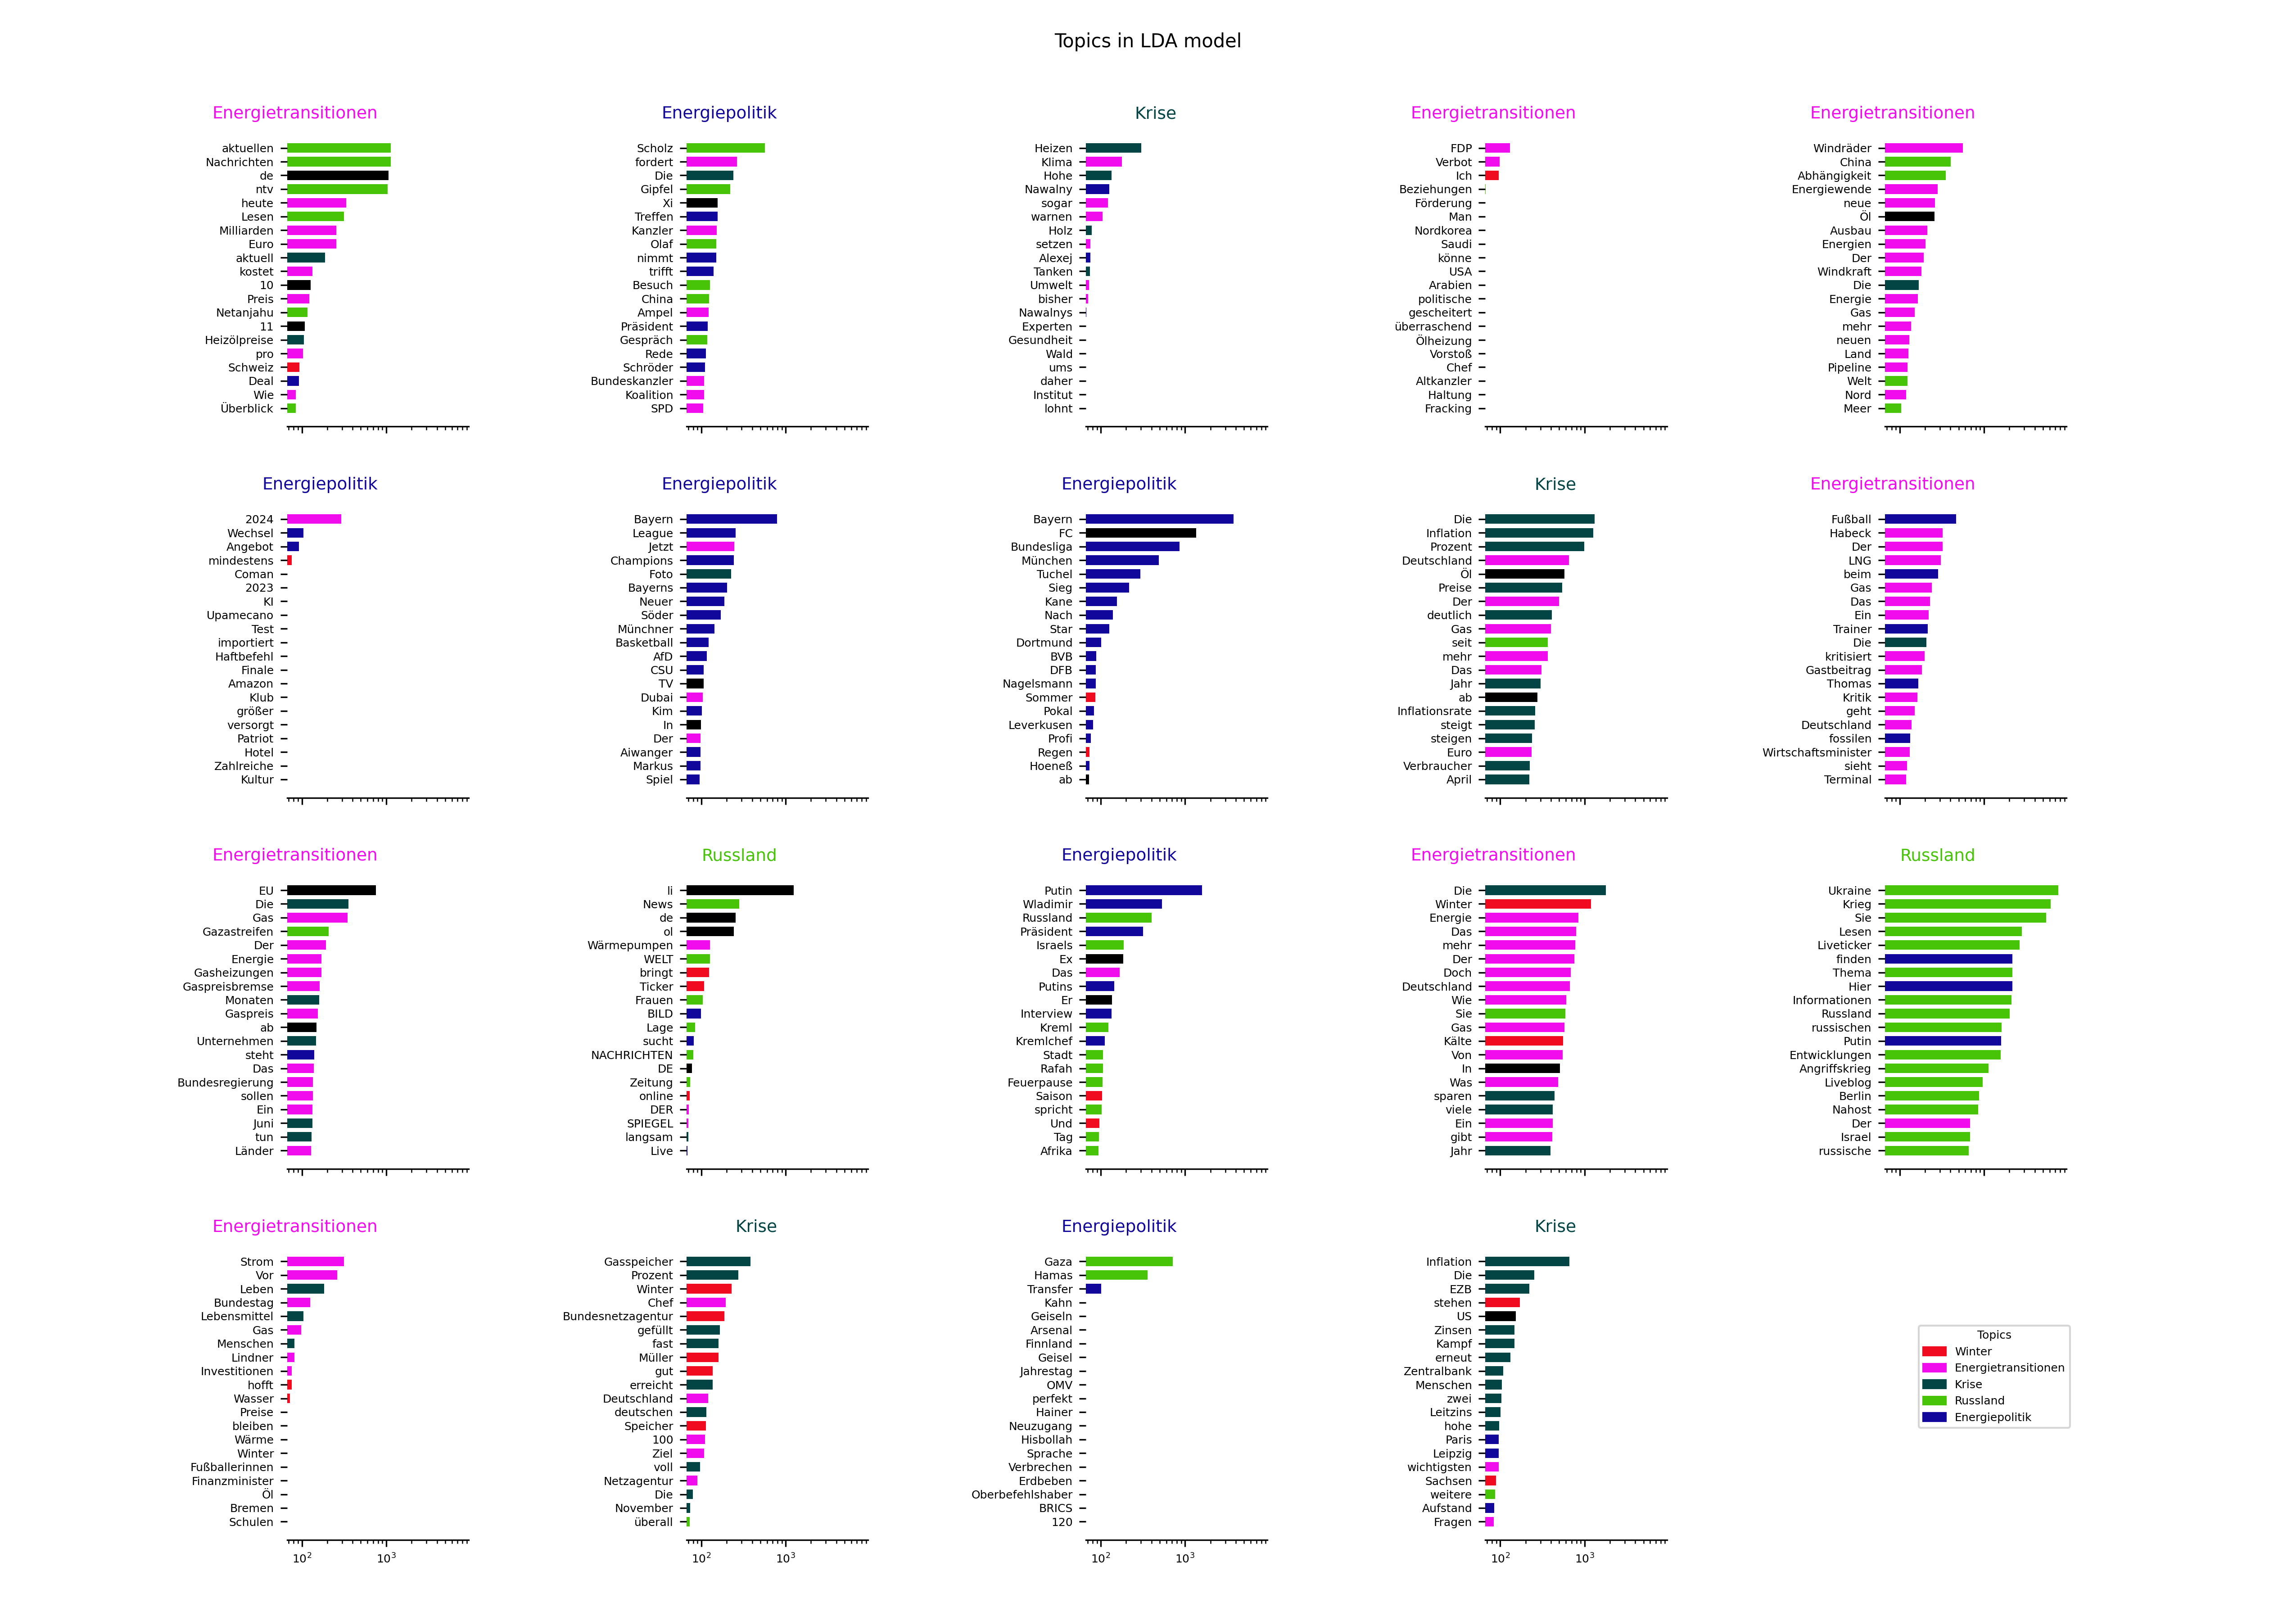 Topics in LDA model
Energietransitionen
aktuellen
Nachrichten
de
ntv
heute
Lesen
Milliarden
Euro
aktuell
kostet
10
Preis
Netanjahu
11
Heizölpreise
pro
Schweiz
Deal
Wie
Überblick
Energiepolitik
Scholz
fordert
Die
Gipfel
Xi
Treffen
Kanzler
Olaf
nimmt
trifft
Besuch
China
Ampel
Präsident
Gespräch
Rede
Schröder
Bundeskanzler
Koalition
SPD
Krise
Heizen
Klima
Hohe
Nawalny
sogar
warnen
Holz
setzen
Alexej
Tanken
Umwelt
bisher
Nawalnys
Experten
Gesundheit
Wald
ums
daher
Institut
lohnt
Energietransitionen
FDP
Verbot
Ich
Beziehungen
Förderung
Man
Nordkorea
Saudi
könne
USA
Arabien
politische
gescheitert
überraschend
Ölheizung
Vorstoß
Chef
Altkanzler
Haltung
Fracking
Energietransitionen
Windräder
China
Abhängigkeit
Energiewende
neue
Öl
Ausbau
Energien
Der
Windkraft
Die
Energie
Gas
mehr
neuen
Land
Pipeline
Welt
Nord
Meer
Energiepolitik
2024
Wechsel
Angebot
mindestens
Coman
2023
KI
Upamecano
Test
importiert
Haftbefehl
Finale
Amazon
Klub
größer
versorgt
Patriot
Hotel
Zahlreiche
Kultur
Energiepolitik
Bayern
League
Jetzt
Champions
Foto
Bayerns
Neuer
Söder
Münchner
Basketball
AfD
CSU
TV
Dubai
Kim
In
Der
Aiwanger
Markus
Spiel
Energiepolitik
Bayern
FC
Bundesliga
München
Tuchel
Sieg
Kane
Nach
Star
Dortmund
BVB
DFB
Nagelsmann
Sommer
Pokal
Leverkusen
Profi
Regen
Hoeneß
ab
Krise
Die
Inflation
Prozent
Deutschland
Öl
Preise
Der
deutlich
Gas
seit
mehr
Das
Jahr
ab
Inflationsrate
steigt
steigen
Euro
Verbraucher
April
Energietransitionen
Fußball
Habeck
Der
LNG
beim
Gas
Das
Ein
Trainer
Die
kritisiert
Gastbeitrag
Thomas
Kritik
geht
Deutschland
fossilen
Wirtschaftsminister
sieht
Terminal
Energietransitionen
EU
Die
Gas
Gazastreifen
Der
Energie
Gasheizungen
Gaspreisbremse
Monaten
Gaspreis
ab
Unternehmen
steht
Das
Bundesregierung
sollen
Ein
Juni
tun
Länder
Russland
li
News
de
ol
Wärmepumpen
WELT
bringt
Ticker
Frauen
BILD
Lage
sucht
NACHRICHTEN
DE
Zeitung
online
DER
SPIEGEL
langsam
Live
Energiepolitik
Putin
Wladimir
Russland
Präsident
Israels
Ex
Das
Putins
Er
Interview
Kreml
Kremlchef
Stadt
Rafah
Feuerpause
Saison
spricht
Und
Tag
Afrika
Energietransitionen
Die
Winter
Energie
Das
mehr
Der
Doch
Deutschland
Wie
Sie
Gas
Kälte
Von
In
Was
sparen
viele
Ein
gibt
Jahr
Russland
Ukraine
Krieg
Sie
Lesen
Liveticker
finden
Thema
Hier
Informationen
Russland
russischen
Putin
Entwicklungen
Angriffskrieg
Liveblog
Berlin
Nahost
Der
Israel
russische
Energietransitionen
Strom
Vor
Leben
Bundestag
Lebensmittel
Gas
Menschen
Lindner
Investitionen
hofft
Wasser
Preise
bleiben
Wärme
Winter
Fußballerinnen
Finanzminister
Öl
Bremen
Schulen
10² 10³
Krise
Gasspeicher
Prozent
Winter
Chef
Bundesnetzagentur
gefüllt
fast
Müller
gut
erreicht
Deutschland
deutschen
Speicher
100
Ziel
voll
Netzagentur
Die
November
überall
10² 10³
Energiepolitik
Gaza
Hamas
Transfer
Kahn
Geiseln
Arsenal
Finnland
Geisel
Jahrestag
OMV
perfekt
Hainer
Neuzugang
Hisbollah
Sprache
Verbrechen
Erdbeben
Oberbefehlshaber
BRICS
120
10² 10³
Krise
Inflation
Die
EZB
stehen
US
Zinsen
Kampf
erneut
Zentralbank
Menschen
zwei
Leitzins
hohe
Paris
Leipzig
wichtigsten
Sachsen
weitere
Aufstand
Fragen
10² 10³
Topics
Winter
Energietransitionen
Krise
Russland
Energiepolitik